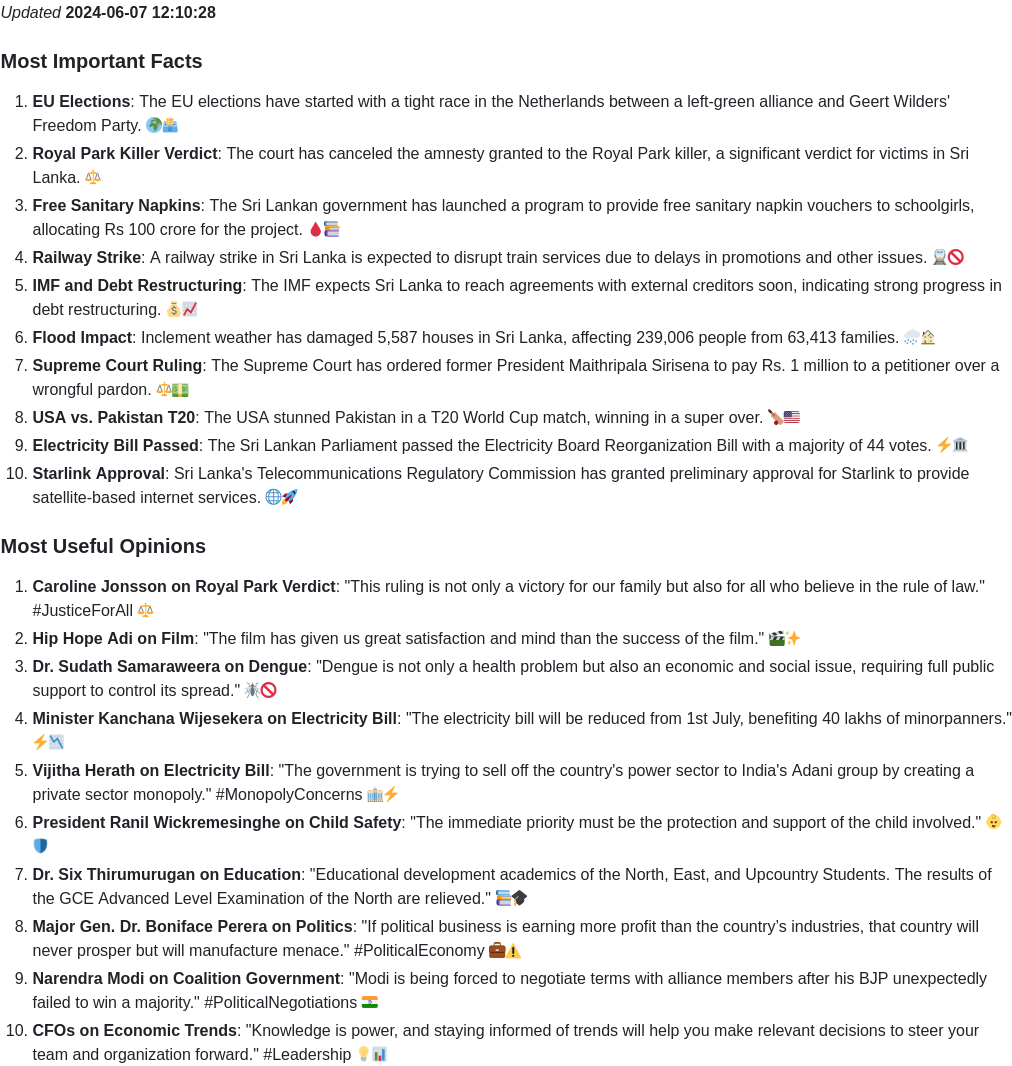 Updated 2024-06-07 12:10:28
Most Important Facts
1. EU Elections: The EU elections have started with a tight race in the Netherlands between a left-green alliance and Geert Wilders'
Freedom Party. 🌍🗳️
2. Royal Park Killer Verdict: The court has canceled the amnesty granted to the Royal Park killer, a significant verdict for victims in Sri
Lanka. ⚖️
3. Free Sanitary Napkins: The Sri Lankan government has launched a program to provide free sanitary napkin vouchers to schoolgirls,
allocating Rs 100 crore for the project. 🩸📚
4. Railway Strike: A railway strike in Sri Lanka is expected to disrupt train services due to delays in promotions and other issues. 🚆🚫
5. IMF and Debt Restructuring: The IMF expects Sri Lanka to reach agreements with external creditors soon, indicating strong progress in
debt restructuring. 💰📈
6. Flood Impact: Inclement weather has damaged 5,587 houses in Sri Lanka, affecting 239,006 people from 63,413 families. 🌧️🏠
7. Supreme Court Ruling: The Supreme Court has ordered former President Maithripala Sirisena to pay Rs. 1 million to a petitioner over a
wrongful pardon. ⚖️💵
8. USA vs. Pakistan T20: The USA stunned Pakistan in a T20 World Cup match, winning in a super over. 🏏🇺🇸
9. Electricity Bill Passed: The Sri Lankan Parliament passed the Electricity Board Reorganization Bill with a majority of 44 votes. ⚡🏛️
10. Starlink Approval: Sri Lanka's Telecommunications Regulatory Commission has granted preliminary approval for Starlink to provide
satellite-based internet services. 🌐🚀
Most Useful Opinions
1. Caroline Jonsson on Royal Park Verdict: "This ruling is not only a victory for our family but also for all who believe in the rule of law."
#JusticeForAll ⚖️
2. Hip Hope Adi on Film: "The film has given us great satisfaction and mind than the success of the film." 🎬✨
3. Dr. Sudath Samaraweera on Dengue: "Dengue is not only a health problem but also an economic and social issue, requiring full public
support to control its spread." 🦟🚫
4. Minister Kanchana Wijesekera on Electricity Bill: "The electricity bill will be reduced from 1st July, benefiting 40 lakhs of minorpanners."
⚡📉
5. Vijitha Herath on Electricity Bill: "The government is trying to sell off the country's power sector to India's Adani group by creating a
private sector monopoly." #MonopolyConcerns 🏢⚡
6. President Ranil Wickremesinghe on Child Safety: "The immediate priority must be the protection and support of the child involved." 👶
🛡️
7. Dr. Six Thirumurugan on Education: "Educational development academics of the North, East, and Upcountry Students. The results of
the GCE Advanced Level Examination of the North are relieved." 📚🎓
8. Major Gen. Dr. Boniface Perera on Politics: "If political business is earning more profit than the country's industries, that country will
never prosper but will manufacture menace." #PoliticalEconomy 💼⚠️
9. Narendra Modi on Coalition Government: "Modi is being forced to negotiate terms with alliance members after his BJP unexpectedly
failed to win a majority." #PoliticalNegotiations 🇮🇳
10. CFOs on Economic Trends: "Knowledge is power, and staying informed of trends will help you make relevant decisions to steer your
team and organization forward." #Leadership 💡📊